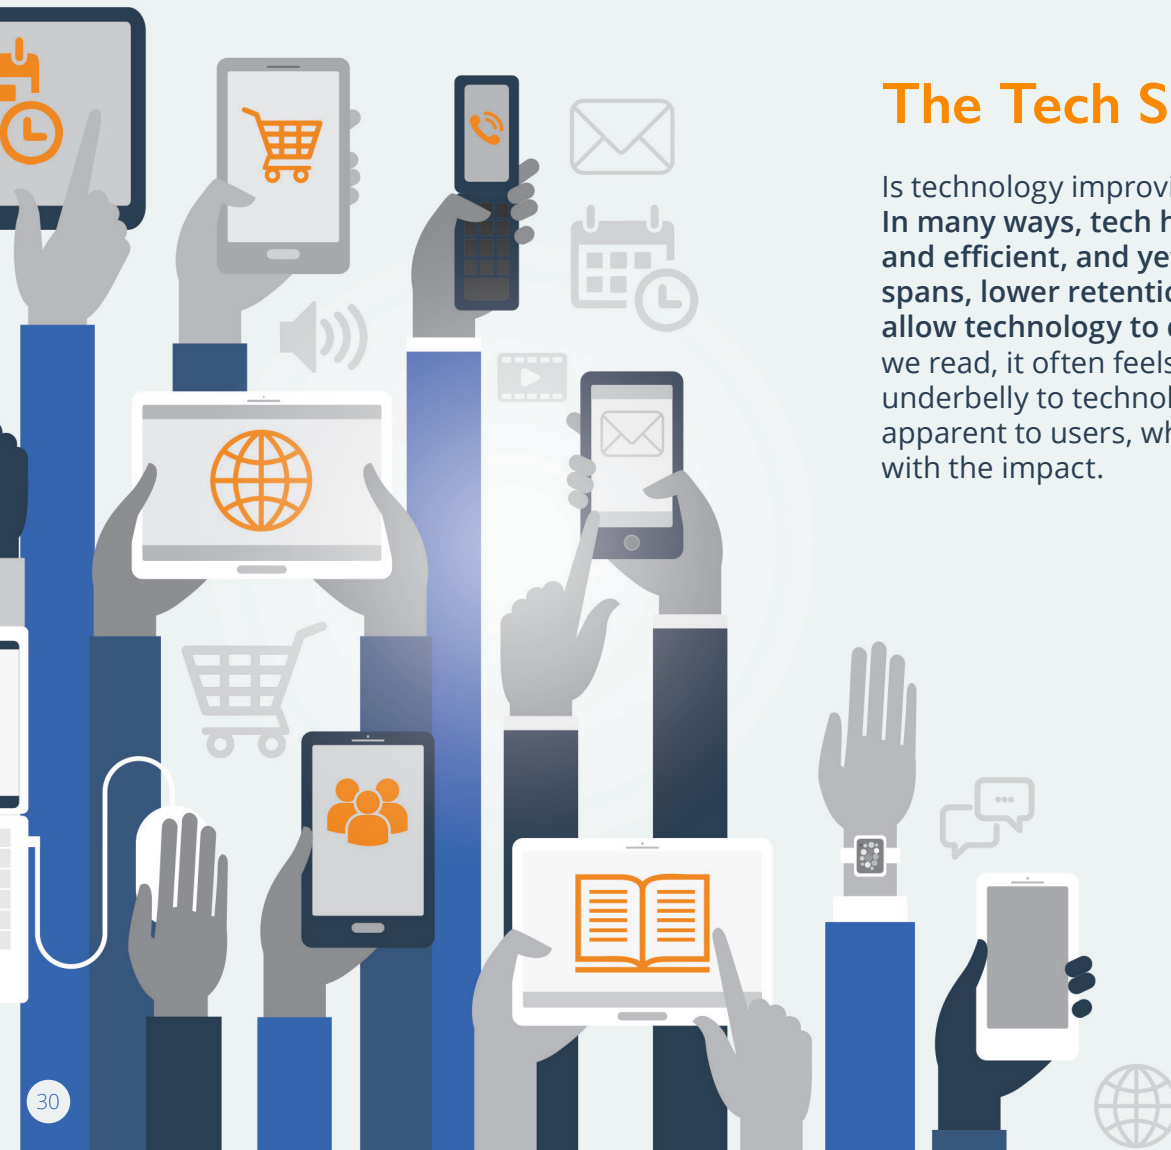 The Tech S
Is technology improvi
In many ways, tech h
and efficient, and ye
spans, lower retentio
allow technology to
we read, it often feels
underbelly to technol
apparent to users, wh
with the impact.
30